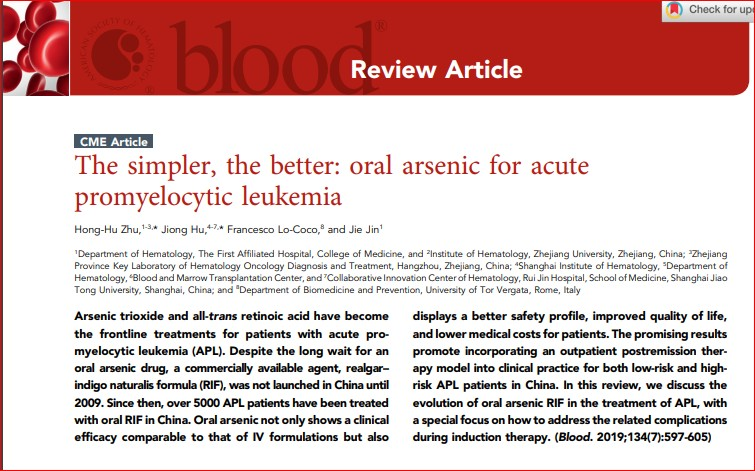 Check for
blood®
AMERICAN SOCIETY OF HEMATOLOGY
Review Article
CME Article
The simpler, the better: oral arsenic for acute
promyelocytic leukemia
Hong-Hu Zhu,1-3,* Jiong Hu,4-7,* Francesco Lo-Coco,8 and Jie Jin1
1Department of Hematology, The First Affiliated Hospital, College of Medicine, and 2Institute of Hematology, Zhejiang University, Zhejiang, China; 3Zhejiang
Province Key Laboratory of Hematology Oncology Diagnosis and Treatment, Hangzhou, Zhejiang, China; 4Shanghai Institute of Hematology, 5Department of
Hematology, 6Blood and Marrow Transplantation Center, and 7Collaborative Innovation Center of Hematology, Rui Jin Hospital, School of Medicine, Shanghai Jiao
Tong University, Shanghai, China; and 8Department of Biomedicine and Prevention, University of Tor Vergata, Rome, Italy
Arsenic trioxide and all-trans retinoic acid have become
the frontline treatments for patients with acute pro-
myelocytic leukemia (APL). Despite the long wait for an
oral arsenic drug, a commercially available agent, realgar-
indigo naturalis formula (RIF), was not launched in China until
2009. Since then, over 5000 APL patients have been treated
with oral RIF in China. Oral arsenic not only shows a clinical
efficacy comparable to that of IV formulations but also
displays a better safety profile, improved quality of life,
and lower medical costs for patients. The promising results
promote incorporating an outpatient postremission ther-
apy model into clinical practice for both low-risk and high-
risk APL patients in China. In this review, we discuss the
evolution of oral arsenic RIF in the treatment of APL, with
a special focus on how to address the related complications
during induction therapy. (Blood. 2019;134(7):597-605)